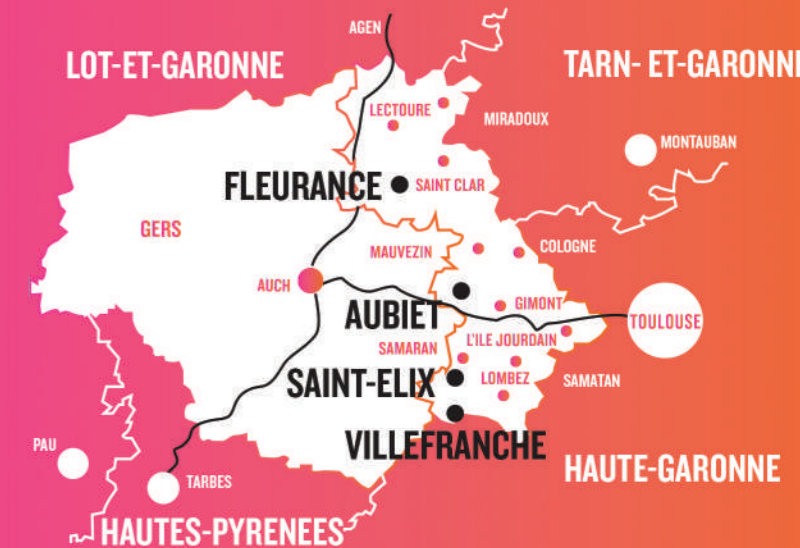 AGEN
LOT-ET-GARONNE
TARN- ET-GARONN
LECTOURE
MIRADOUX
MONTAUBAN
FLEURANCE
SAINT CLAR
GERS
MAUVEZIN
COLOGNE
AUCH
AUBIET
GIMONT
TOULOUSE
SAMARAN
L'ILE JOURDAIN
SAINT-ELIX
LOMBEZ
SAMATAN
VILLEFRANCHE
PAU
HAUTE-GARONNE
TARBES
HAUTES-PYRENEES